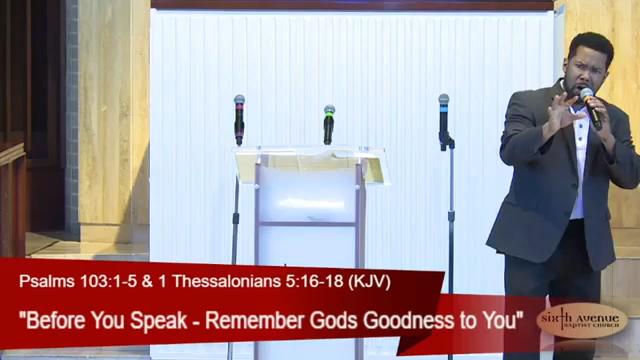 Psalms 103:1-5 & 1 Thessalonians 5:16-18 (KJV)
"Before You Speak - Remember Gods Goodness to You"
sixth avenue
BAPTIST CHURCH